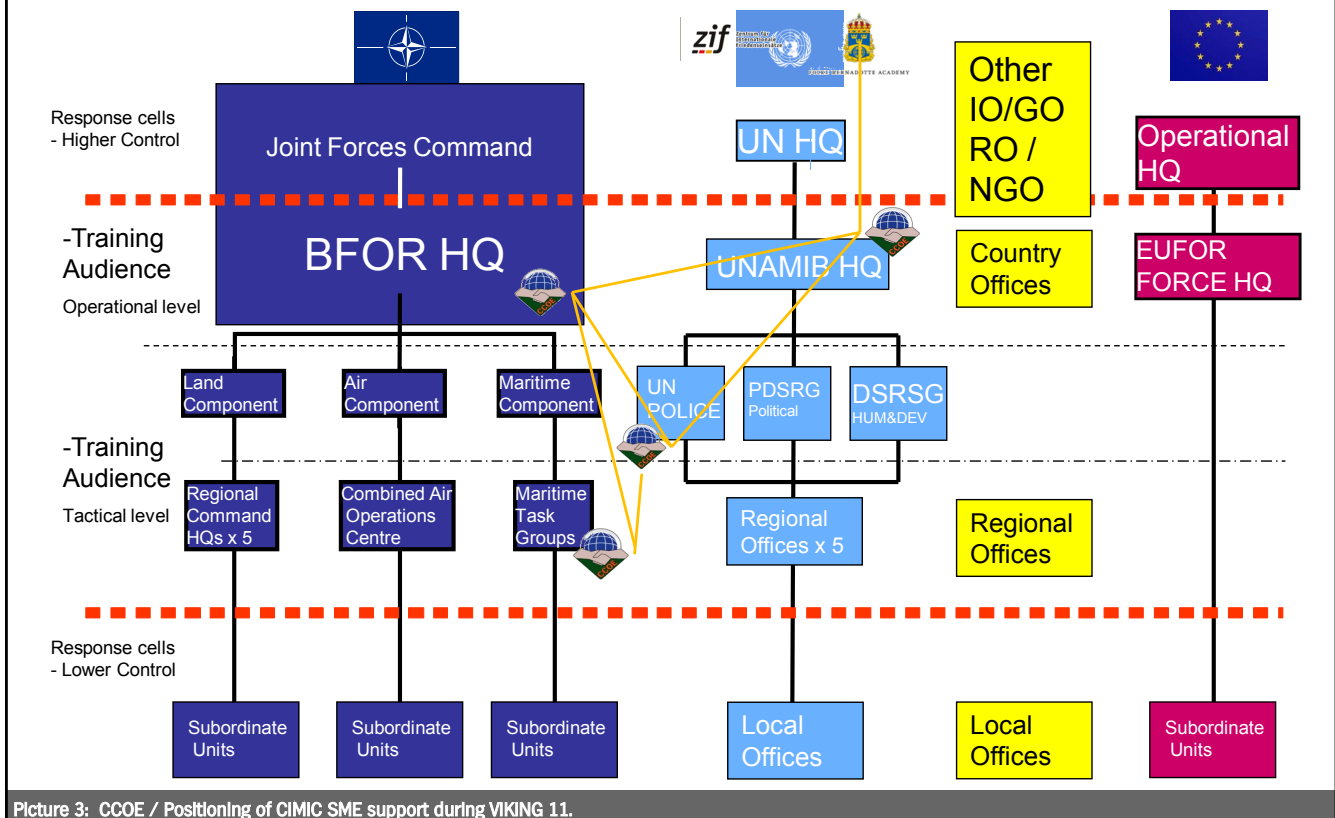 zif
Zentrum für
Internationale
Friedenseinsätze
Response cells
- Higher Control
Joint Forces Command
UN HQ
Other
IO/GO
RO /
NGO
Operational
HQ
-Training
Audience
Operational level
BFOR HQ
CCOE
UNAMIB HQ
CCOE
Country
Offices
EUFOR
FORCE HQ
Land
Component
Air
Component
Maritime
Component
UN
POLICE
PDSRG
Political
DSRSG
HUM&DEV
CCOE
-Training
Audience
Tactical level
Regional
Command
HQs x 5
Combined Air
Operations
Centre
Maritime
Task
Groups
CCOE
Regional
Offices x 5
Regional
Offices
Response cells
- Lower Control
Subordinate
Units
Subordinate
Units
Subordinate
Units
Local
Offices
Local
Offices
Subordinate
Units
Picture 3: CCOE / Positioning of CIMIC SME support during VIKING 11.